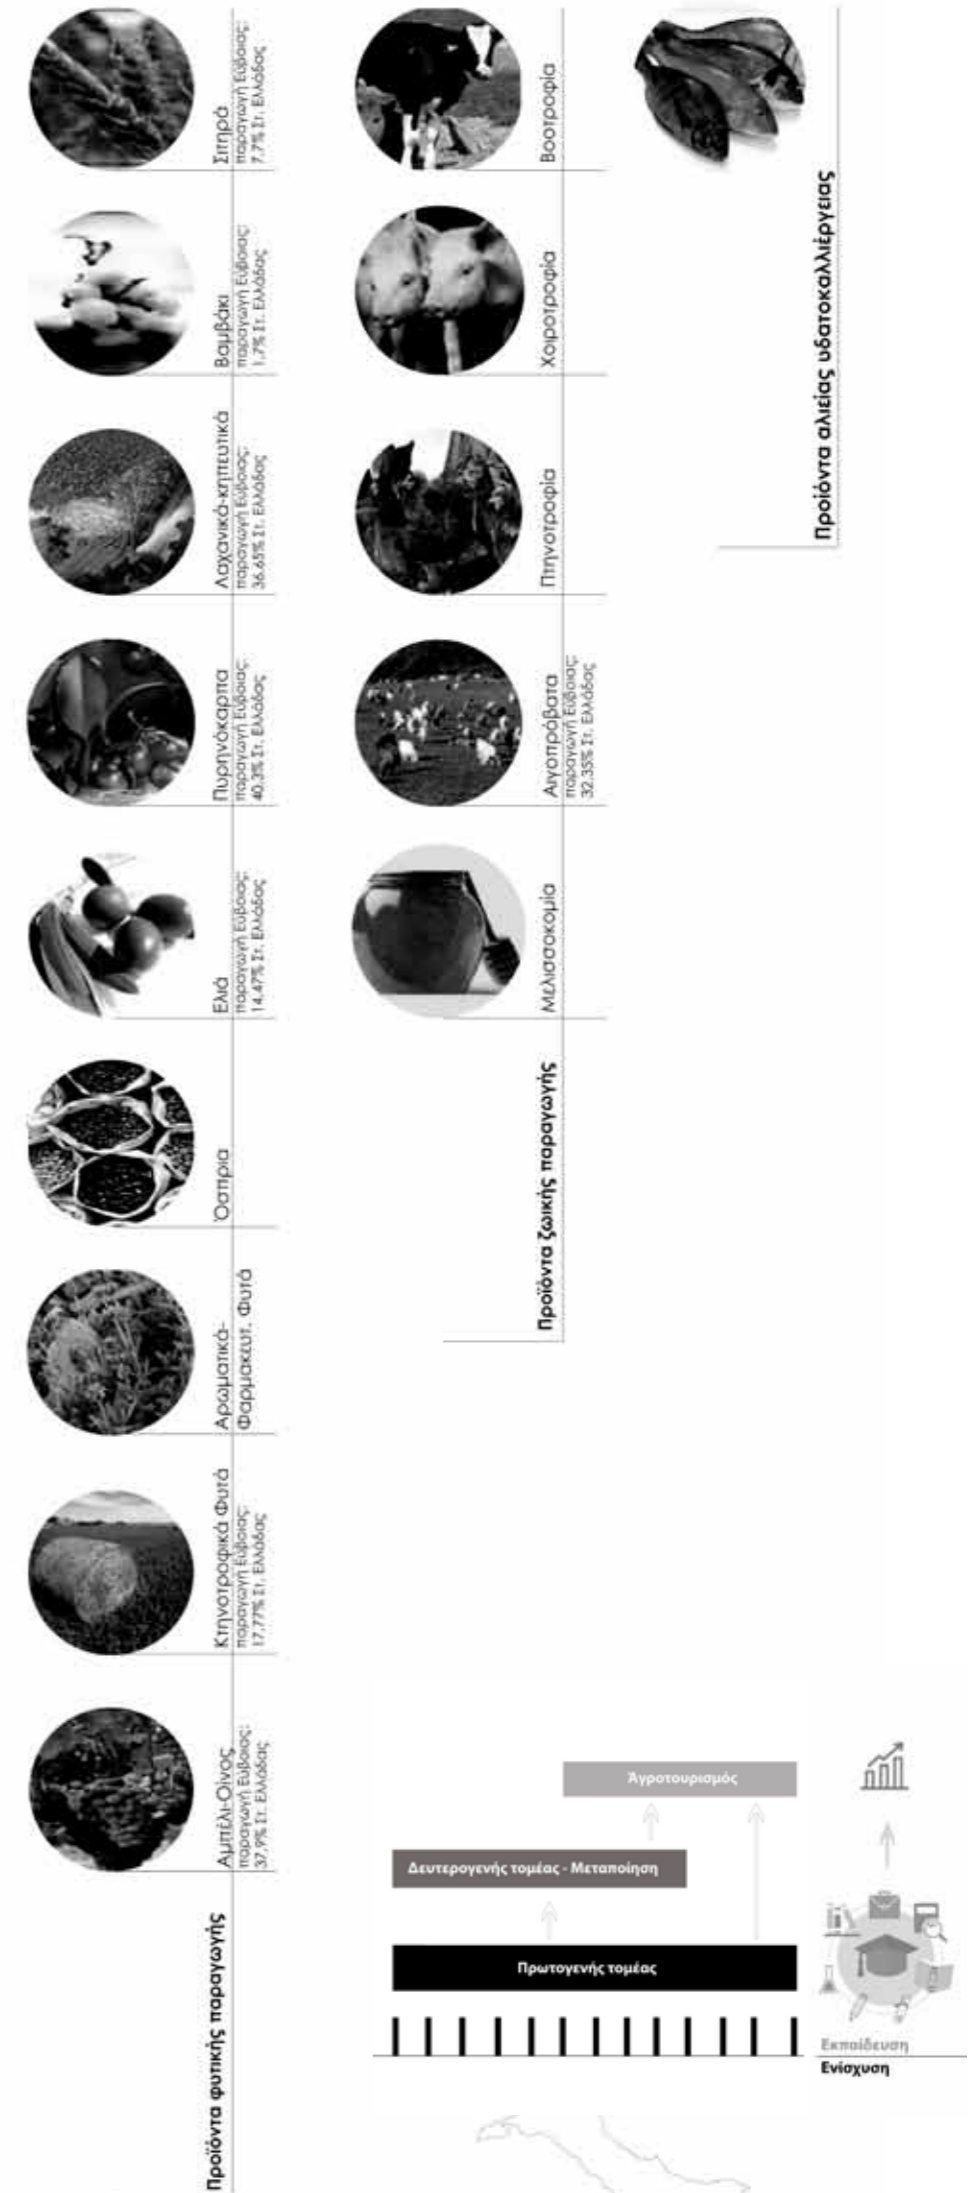 Προϊόντα φυτικής παραγωγής
Αμπέλι-Οίνος
παραγωγή Εύβοιας:
37,9% Στ. Ελλάδας
Κτηνοτροφικά Φυτά
παραγωγή Εύβοιας:
17,77% Στ. Ελλάδας
Αρωματικά-
Φαρμακευτ. Φυτά
Όσπρια
Ελιά
παραγωγή Εύβοιας:
14,47% Στ. Ελλάδας
Πυρηνόκαρπα
παραγωγή Εύβοιας:
40,3% Στ. Ελλάδας
Λαχανικά-κηπευτικά
παραγωγή Εύβοιας:
36,65% Στ. Ελλάδας
Βαμβάκι
παραγωγή Εύβοιας:
1,7% Στ. Ελλάδας
Σιτηρά
παραγωγή Εύβοιας:
7,7% Στ. Ελλάδας
Προϊόντα ζωικής παραγωγής
Μελισσοκομία
Αιγοπρόβατα
παραγωγή Εύβοιας:
32,35% Στ. Ελλάδας
Πτηνοτροφία
Χοιροτροφία
Βοοτροφία
Προϊόντα αλιείας υδατοκαλλιέργειας
Άγροτουρισμός
Δευτερογενής τομέας - Μεταποίηση
Πρωτογενής τομέας
Εκπαίδευση
Ενίσχυση